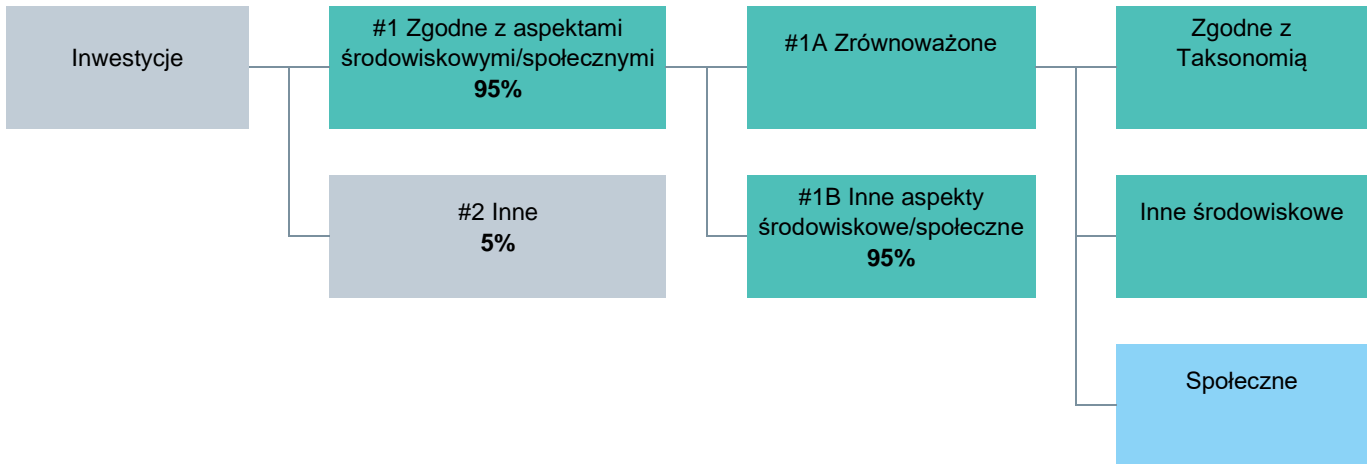 Inwestycje
#1 Zgodne z aspektami
środowiskowymi/społecznymi
95%
#2 Inne
5%
#1A Zrównoważone
#1B Inne aspekty
środowiskowe/społeczne
95%
Zgodne z
Taksonomią
Inne środowiskowe
Społeczne